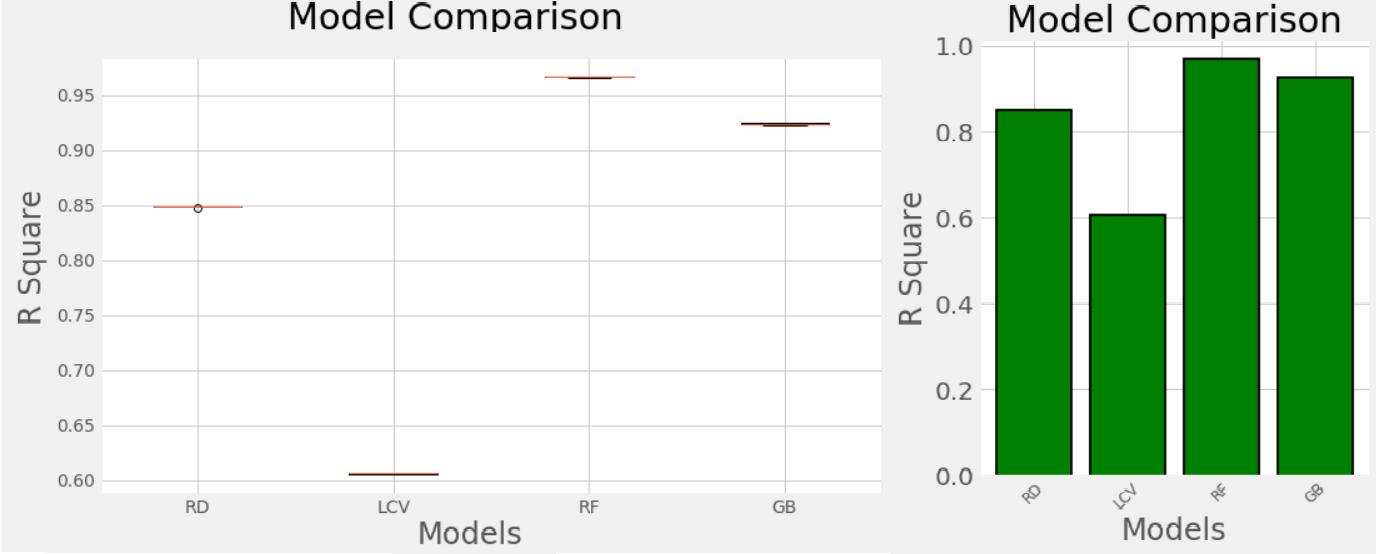 Model Comparison
R Square
0.95
0.90
0.85
0.80
0.75
0.70
0.65
0.60
RD LCV RF GB
Models
Model Comparison
R Square
1.0
0.8
0.6
0.4
0.2
0.0
RD LCV RF GB
Models